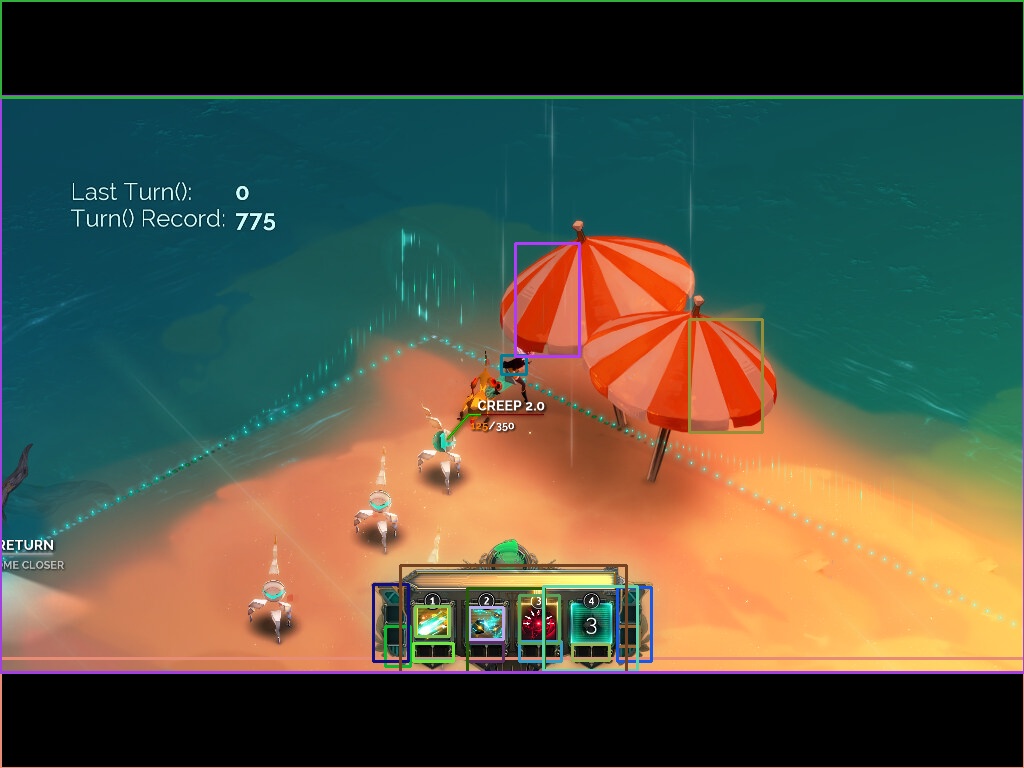 Last Turn(): 0
Turn() Record: 775
CREEP 2.0
125/350
RETURN
ME CLOSER
1 2 3 4
3